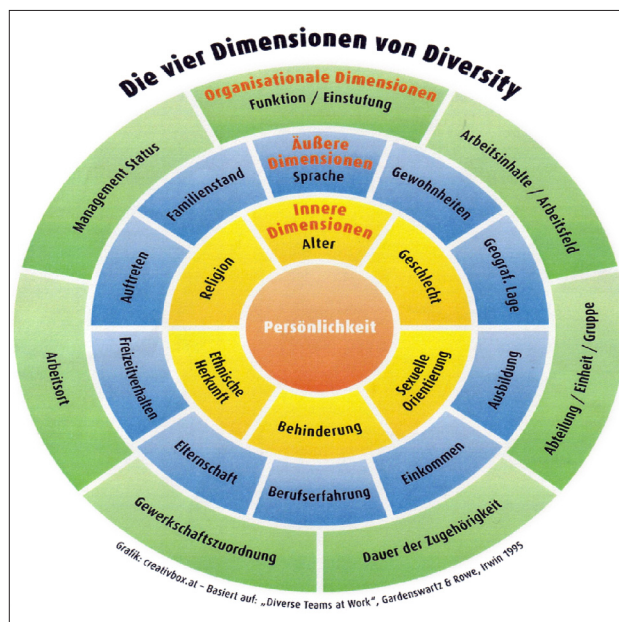 Die vier Dimensionen von Diversity
Organisationale Dimensionen
Funktion / Einstufung
Arbeitsinhalte / Arbeitsfeld
Abteilung / Einheit / Gruppe
Dauer der Zugehörigkeit
Gewerkschaftszuordnung
Arbeitsort
Management Status
Äußere
Dimensionen
Sprache
Gewohnheiten
Geograf. Lage
Ausbildung
Einkommen
Berufserfahrung
Elternschaft
Freizeitverhalten
Auftreten
Familienstand
Innere
Dimensionen
Alter
Geschlecht
Sexuelle
Orientierung
Behinderung
Ethnische
Herkunft
Religion
Persönlichkeit
Grafik: creativbox.at - Basiert auf: „Diverse Teams at Work“, Gardenswartz & Rowe, Irwin 1995